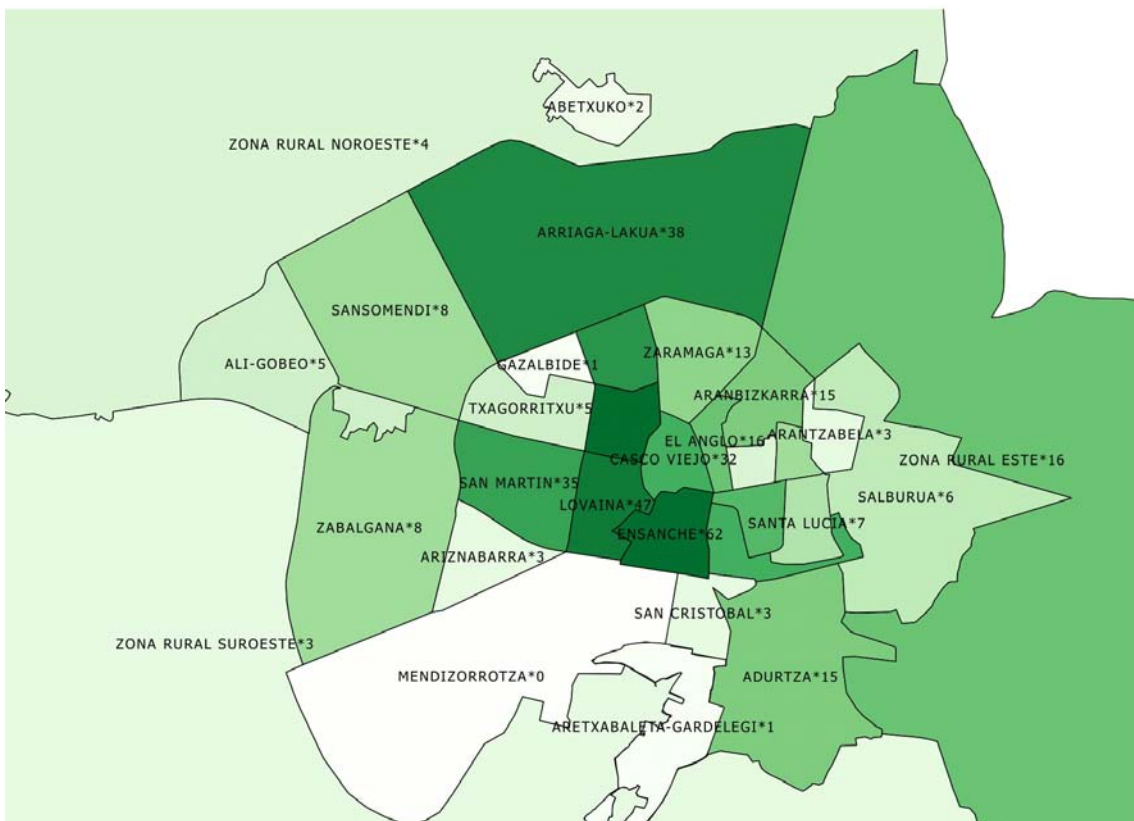 ABETXUKO*2
ZONA RURAL NOROESTE*4
ARRIAGA-LAKUA*38
SANSOMENDI*8
ZARAMAGA*13
ALI-GOBEO*5
GAZALBIDE*1
ARANBIZKARRA*15
TXAGORRITXU*5
ARANTZABELA*3
EL ANGLO*16
CASCO VIEJO*32
ZONA RURAL ESTE*16
SAN MARTIN*35
SALBURUA*6
LOVAINA*47
ZABALGANA*8
SANTA LUCIA*7
ENSANCHE*62
ARIZNABARRA*3
SAN CRISTOBAL*3
ZONA RURAL SUROESTE*3
MENDIZORROTZA*0
ADURTZA*15
ARETXABALETA-GARDELEGI*1